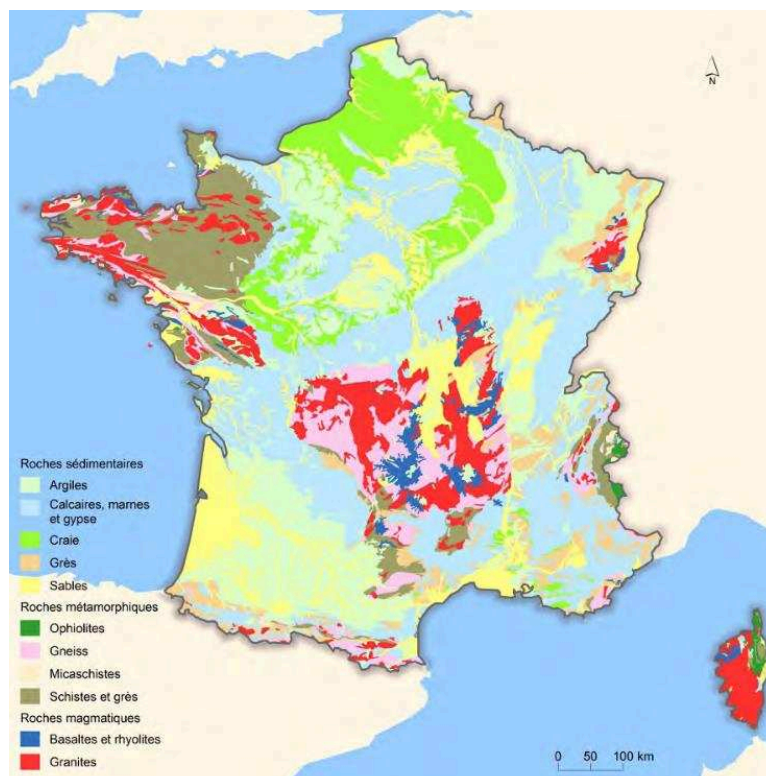 N
Roches sédimentaires
Argiles
Calcaires, marnes
et gypse
Craie
Grès
Sables
Roches métamorphiques
Ophiolites
Gneiss
Micaschistes
Schistes et grès
Roches magmatiques
Basaltes et rhyolites
Granites
0 50 100 km